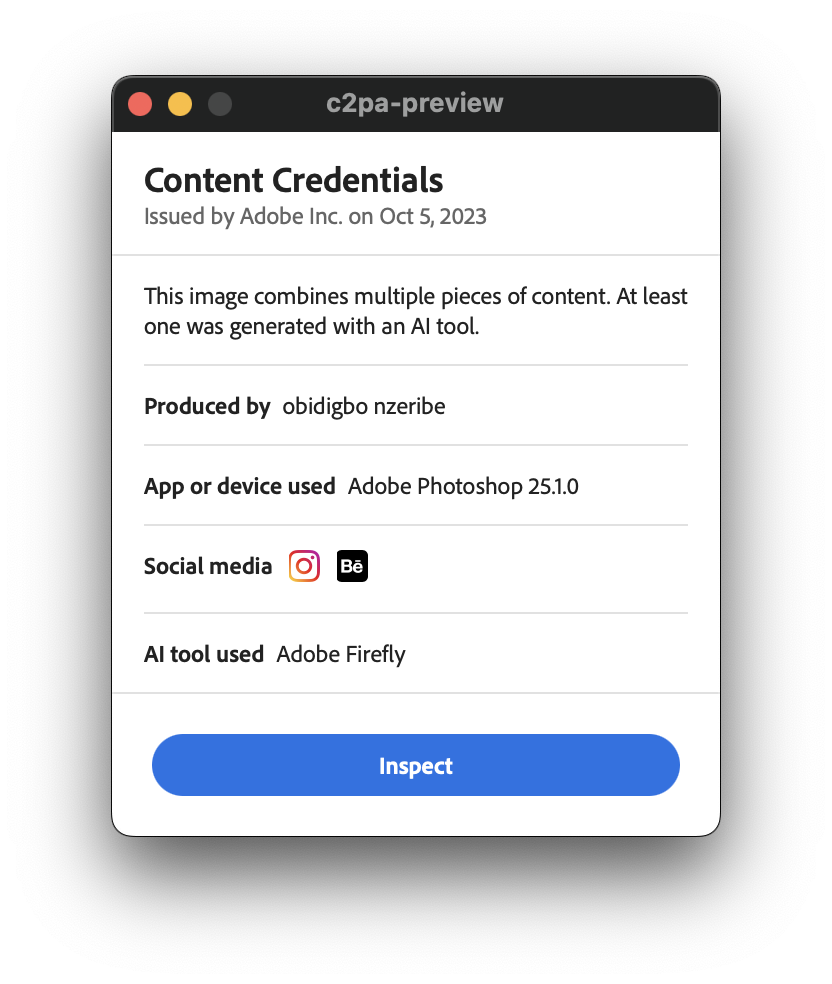 c2pa-preview
Content Credentials
Issued by Adobe Inc. on Oct 5, 2023
This image combines multiple pieces of content. At least
one was generated with an AI tool.
Produced by obidigbo nzeribe
App or device used Adobe Photoshop 25.1.0
Social media Bē
AI tool used Adobe Firefly
Inspect